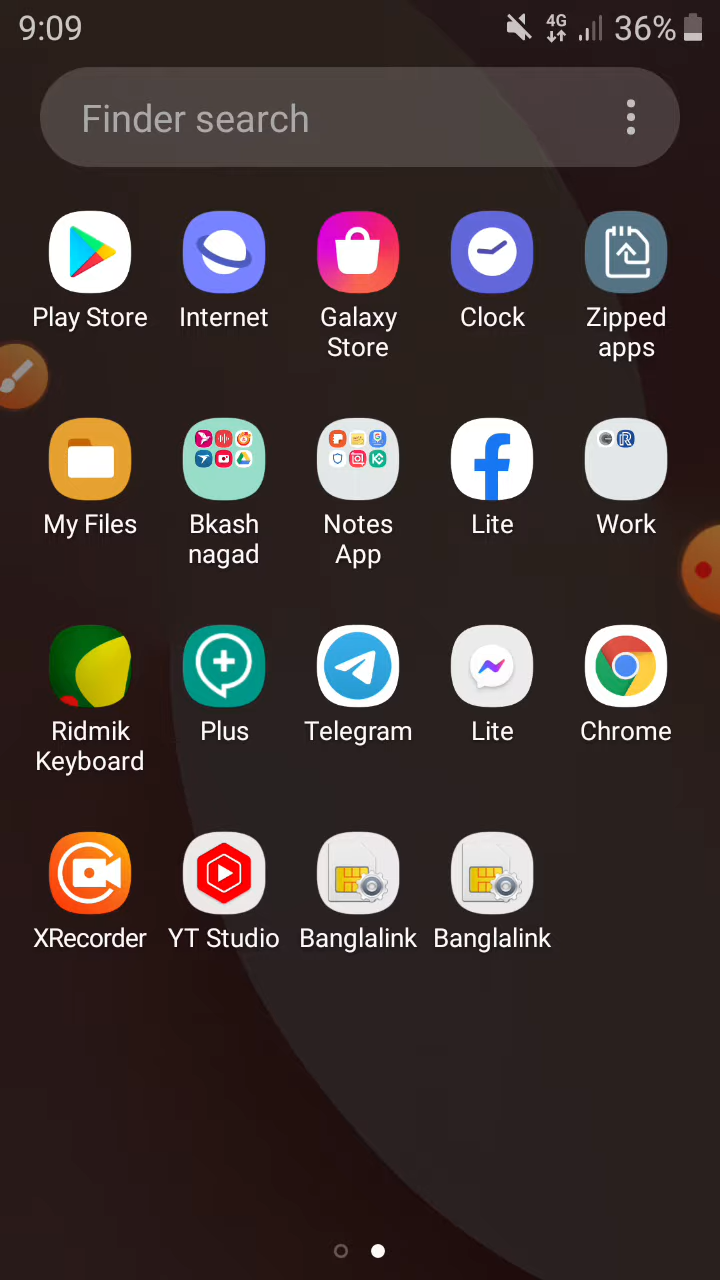 9:09
4G
36%
Finder search
Play Store
Internet
Galaxy
Store
Clock
Zipped
apps
My Files
Bkash
nagad
Notes
App
Lite
Work
Ridmik
Keyboard
Plus
Telegram
Lite
Chrome
XRecorder
YT Studio
Banglalink
Banglalink